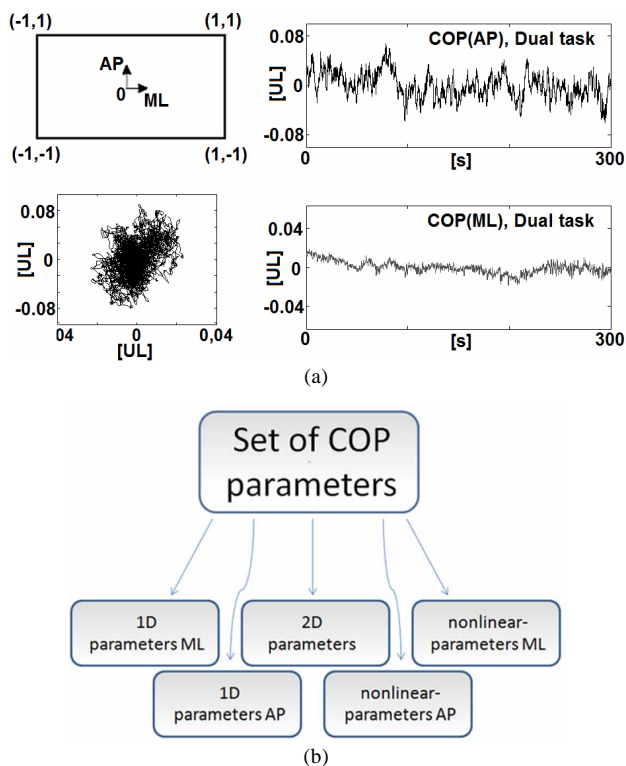 (-1,1)
(1,1)
AP
0
ML
(-1,-1)
(1,-1)
0.08
[UL]
0
-0.08
COP(AP), Dual task
0
[s]
300
0.08
[UL]
0
-0.08
04
0
0,04
[UL]
0.04
[UL]
0
-0.04
COP(ML), Dual task
0
[s]
300
(a)
Set of COP
parameters
1D
parameters ML
2D
parameters
nonlinear-
parameters ML
1D
parameters AP
nonlinear-
parameters AP
(b)